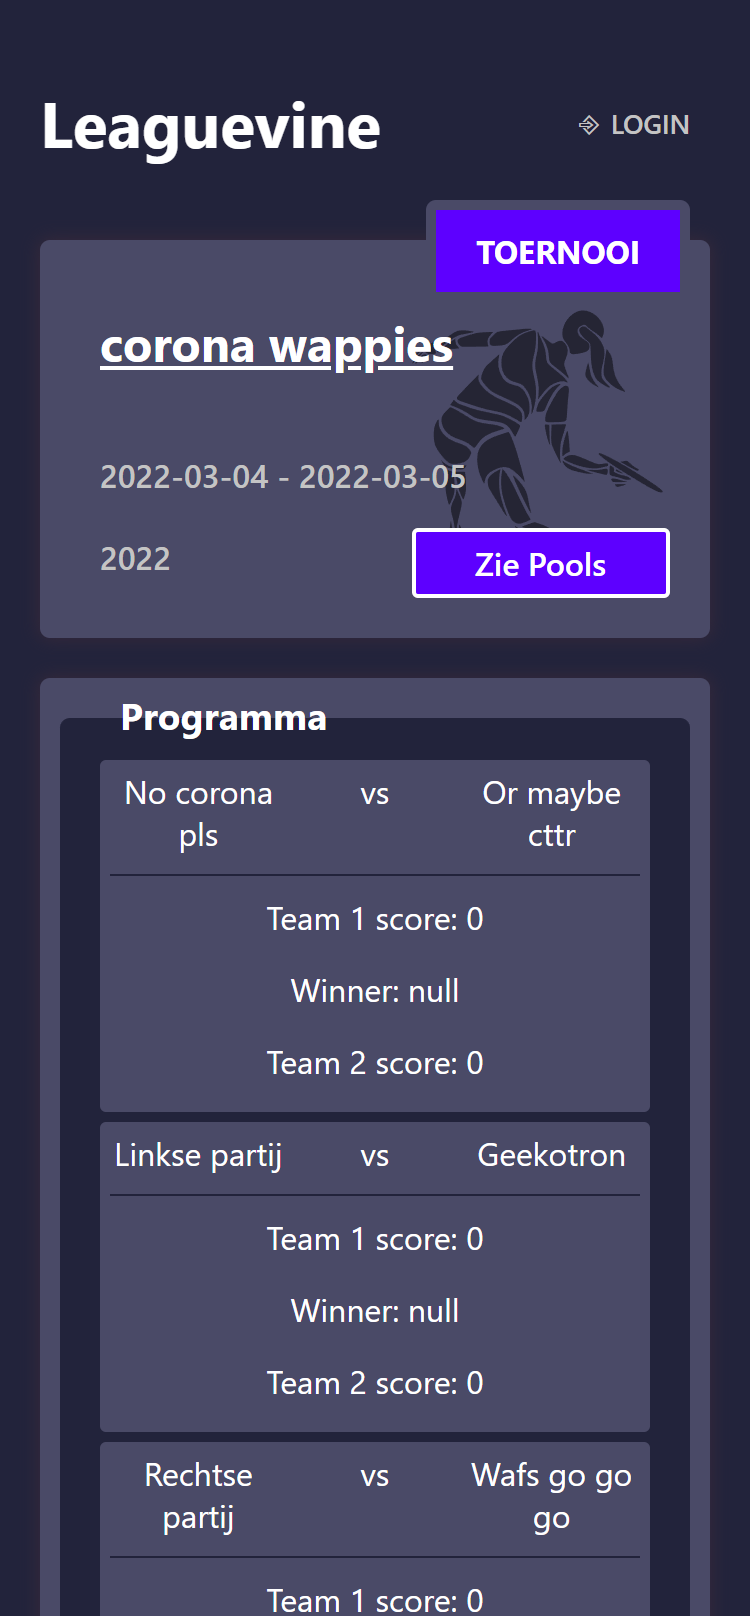 Leaguevine
LOGIN
TOERNOOI
corona wappies
2022-03-04 - 2022-03-05
2022
Zie Pools
Programma
No corona pls vs Or maybe cttr
Team 1 score: 0
Winner: null
Team 2 score: 0
Linkse partij vs Geekotron
Team 1 score: 0
Winner: null
Team 2 score: 0
Rechtse partij vs Wafs go go go
Team 1 score: 0